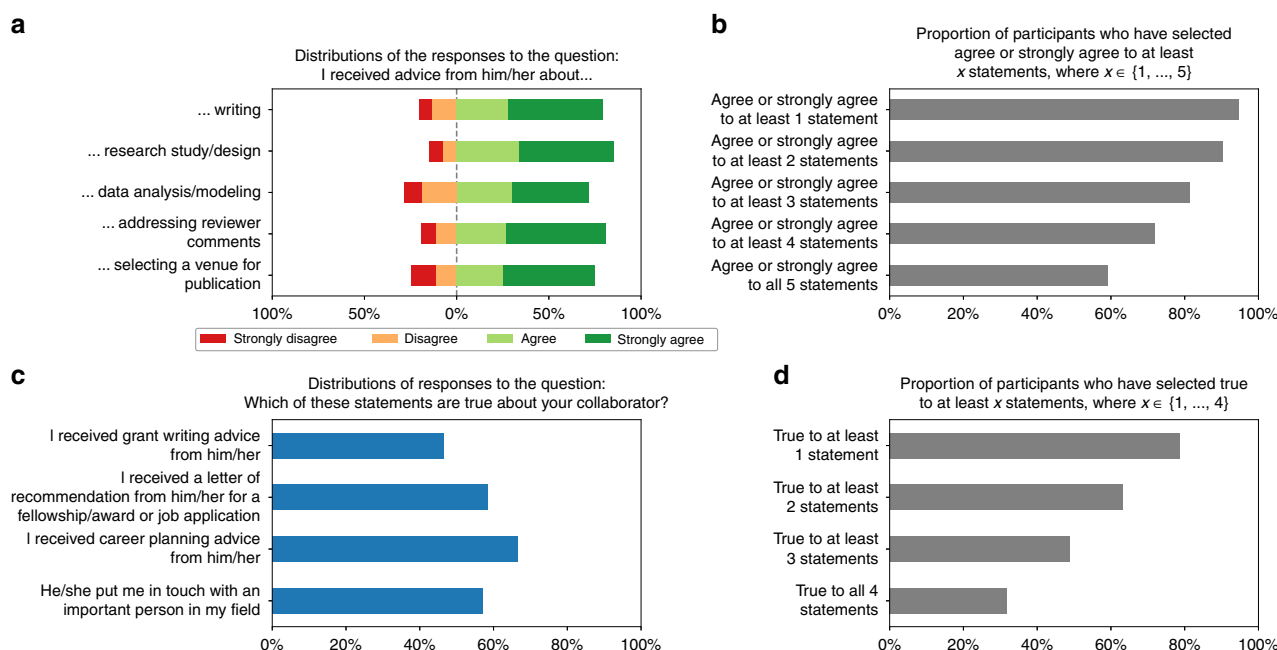 a
Distributions of the responses to the question:
I received advice from him/her about...
... writing
... research study/design
... data analysis/modeling
... addressing reviewer
comments
... selecting a venue for
publication
100% 50% 0% 50% 100%
Strongly disagree Disagree Agree Strongly agree
b
Proportion of participants who have selected
agree or strongly agree to at least
x statements, where x ∈ {1, ..., 5}
Agree or strongly agree
to at least 1 statement
Agree or strongly agree
to at least 2 statements
Agree or strongly agree
to at least 3 statements
Agree or strongly agree
to at least 4 statements
Agree or strongly agree
to all 5 statements
0% 20% 40% 60% 80% 100%
c
Distributions of responses to the question:
Which of these statements are true about your collaborator?
I received grant writing advice
from him/her
I received a letter of
recommendation from him/her for a
fellowship/award or job application
I received career planning advice
from him/her
He/she put me in touch with an
important person in my field
0% 20% 40% 60% 80% 100%
d
Proportion of participants who have selected true
to at least x statements, where x ∈ {1, ..., 4}
True to at least
1 statement
True to at least
2 statements
True to at least
3 statements
True to all 4
statements
0% 20% 40% 60% 80% 100%